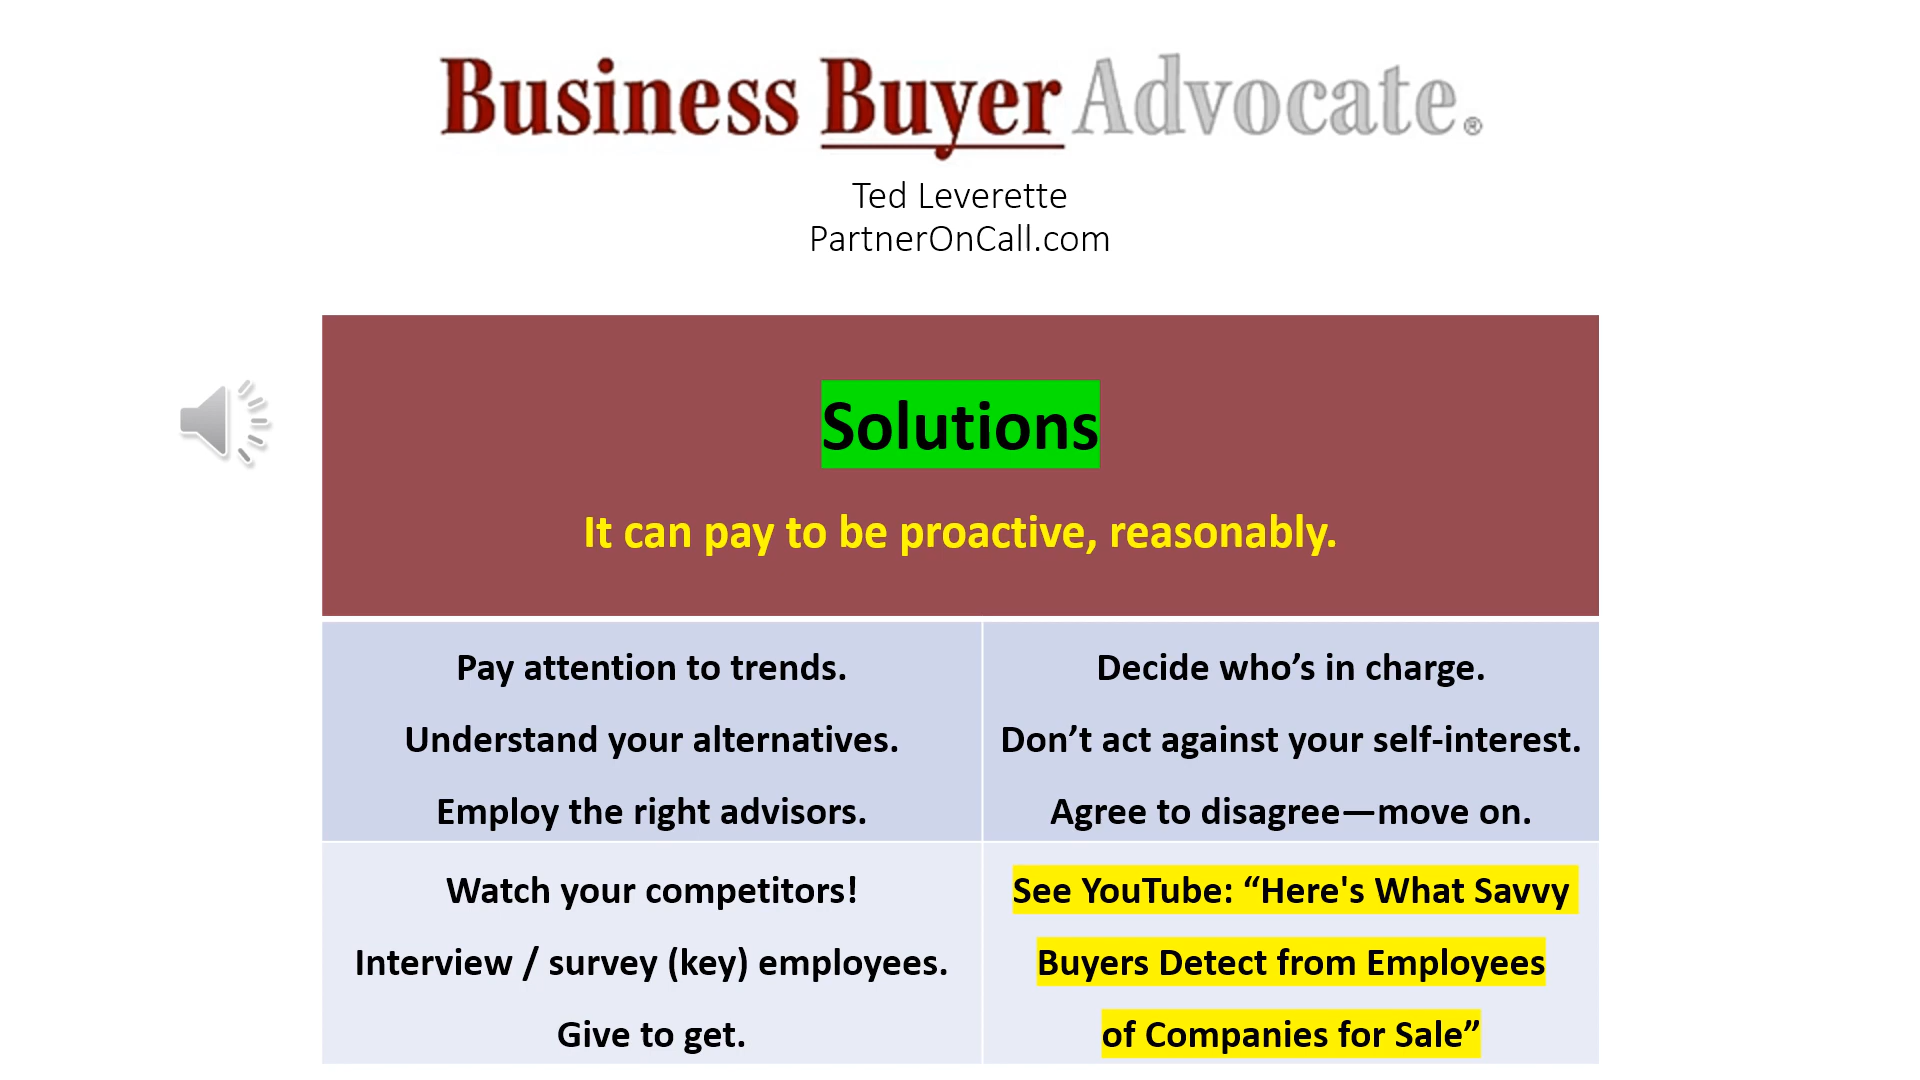 Business Buyer Advocate®
Ted Leverette
PartnerOnCall.com
Solutions
It can pay to be proactive, reasonably.
Pay attention to trends.
Understand your alternatives.
Employ the right advisors.
Decide who’s in charge.
Don’t act against your self-interest.
Agree to disagree—move on.
Watch your competitors!
Interview / survey (key) employees.
Give to get.
See YouTube: “Here's What Savvy
Buyers Detect from Employees
of Companies for Sale”